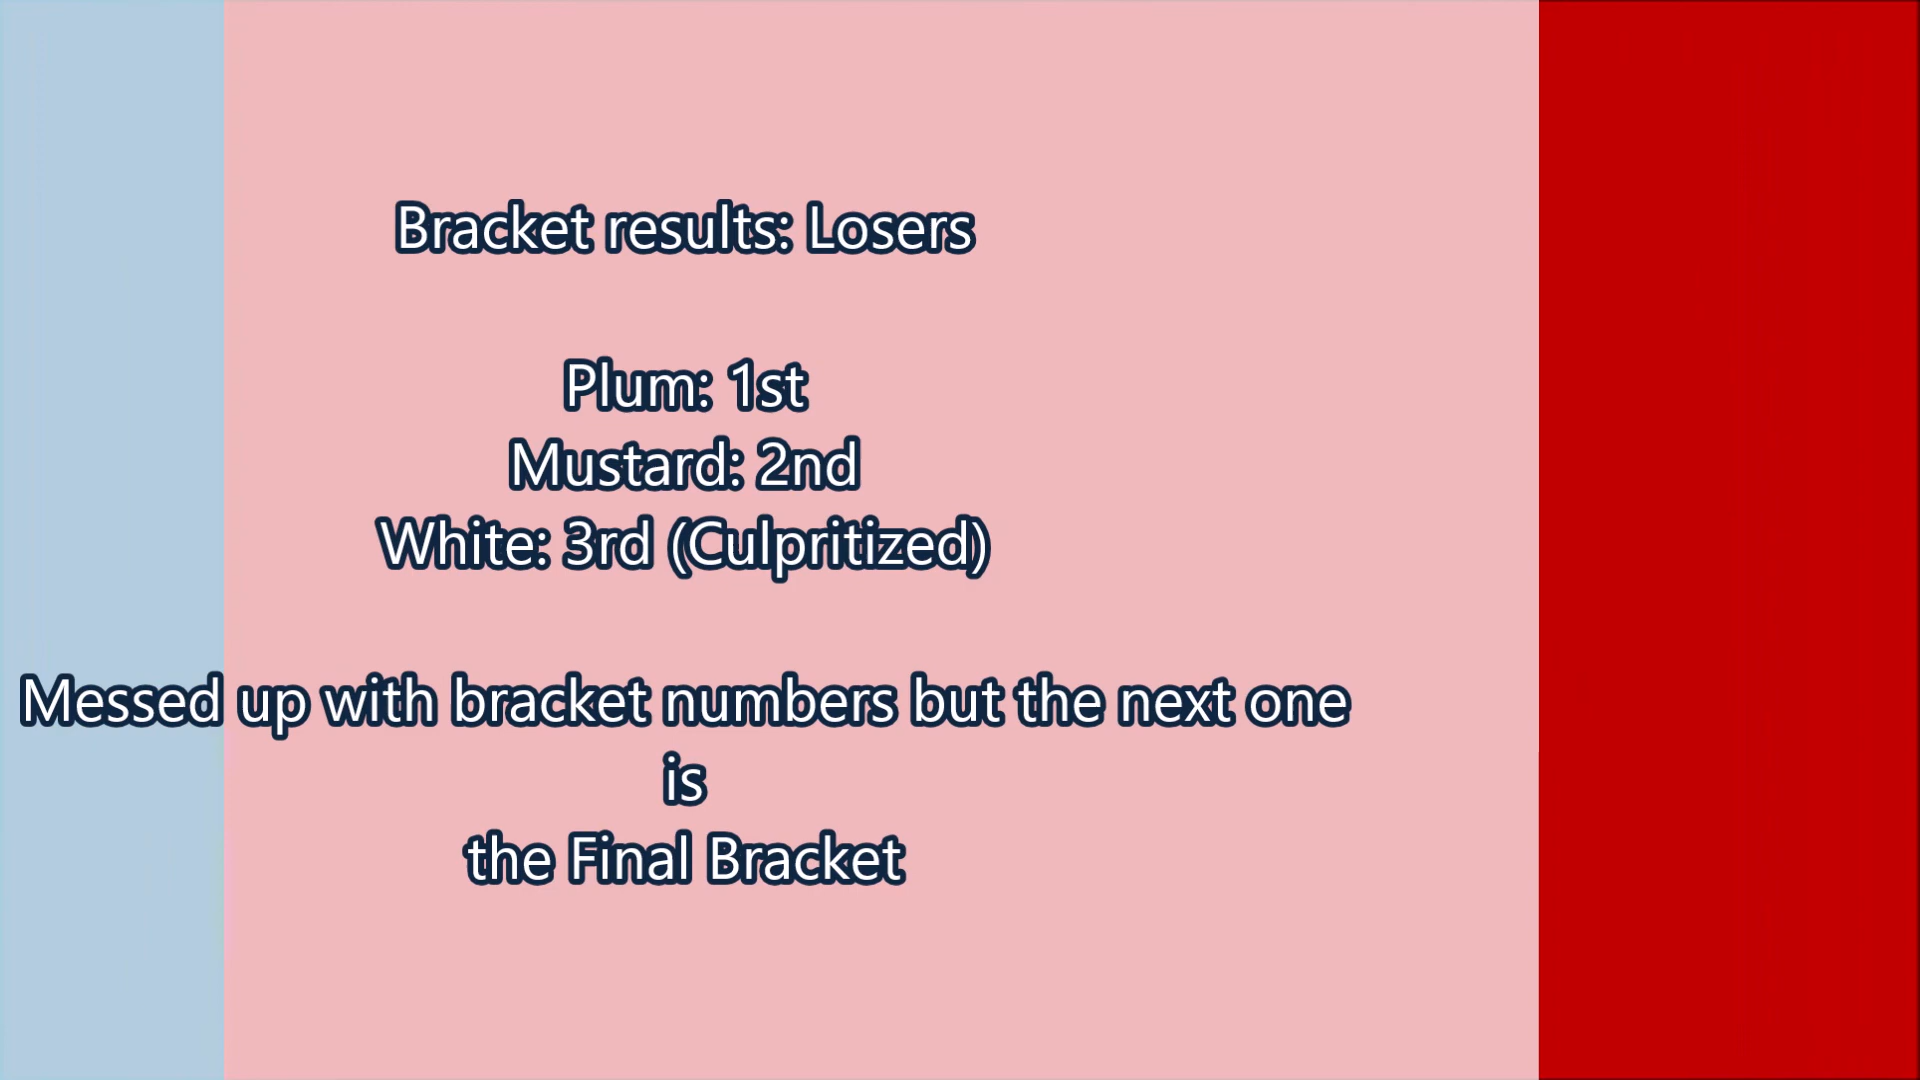 Bracket results: Losers
Plum: 1st
Mustard: 2nd
White: 3rd (Culpritized)
Messed up with bracket numbers but the next one
is
the Final Bracket